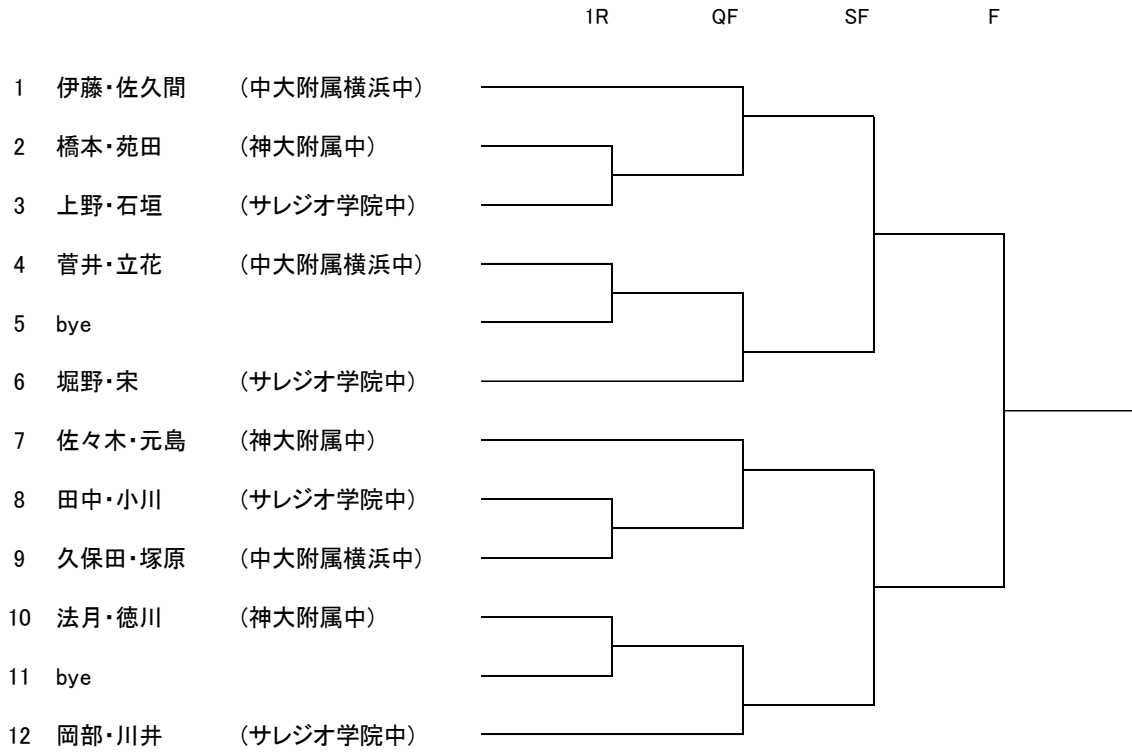 1R QF SF F
1 伊藤・佐久間 (中大附属横浜中)
2 橋本・苑田 (神大附属中)
3 上野・石垣 (サレジオ学院中)
4 菅井・立花 (中大附属横浜中)
5 bye
6 堀野・宋 (サレジオ学院中)
7 佐々木・元島 (神大附属中)
8 田中・小川 (サレジオ学院中)
9 久保田・塚原 (中大附属横浜中)
10 法月・徳川 (神大附属中)
11 bye
12 岡部・川井 (サレジオ学院中)